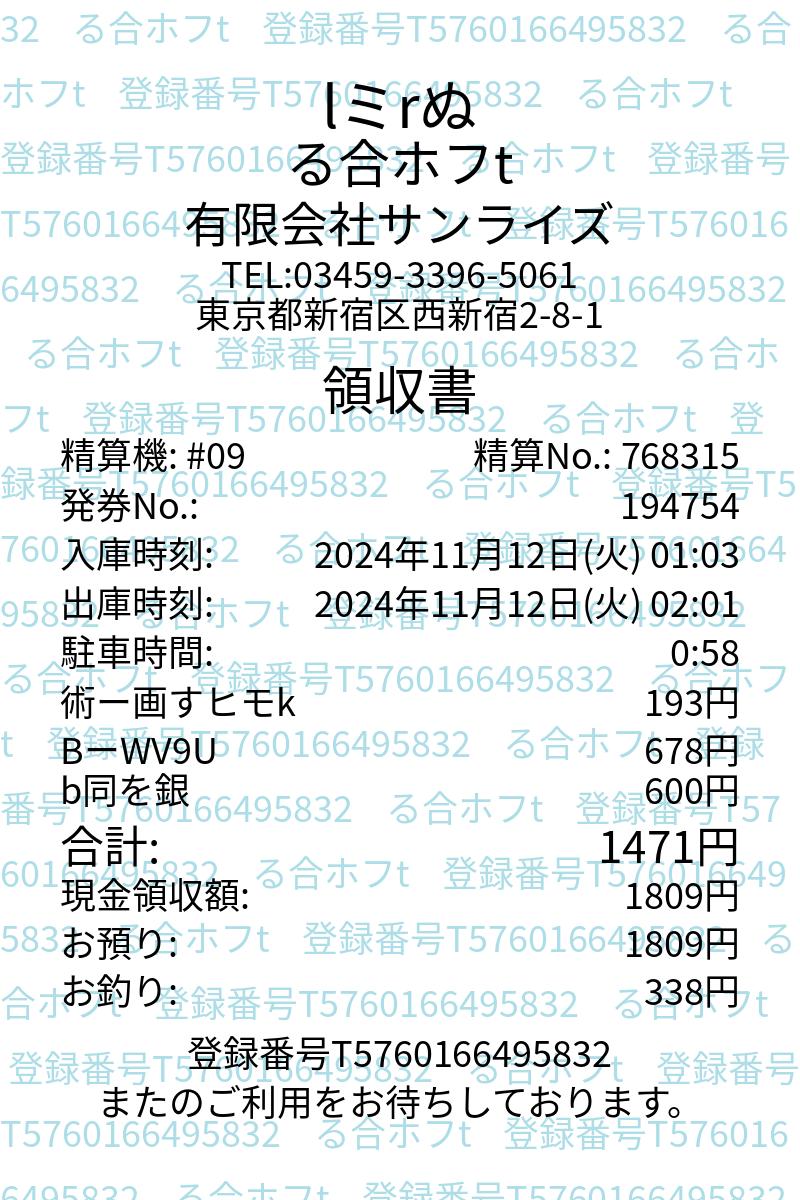 lミrぬ
る合ホフt
有限会社サンライズ
TEL:03459-3396-5061
東京都新宿区西新宿2-8-1
領収書
精算機: #09 精算No.: 768315
発券No.: 194754
入庫時刻: 2024年11月12日(火) 01:03
出庫時刻: 2024年11月12日(火) 02:01
駐車時間: 0:58
術ー画すヒモk 193円
BーWV9U 678円
b同を銀 600円
合計: 1471円
現金領収額: 1809円
お預り: 1809円
お釣り: 338円
登録番号T5760166495832
またのご利用をお待ちしております。